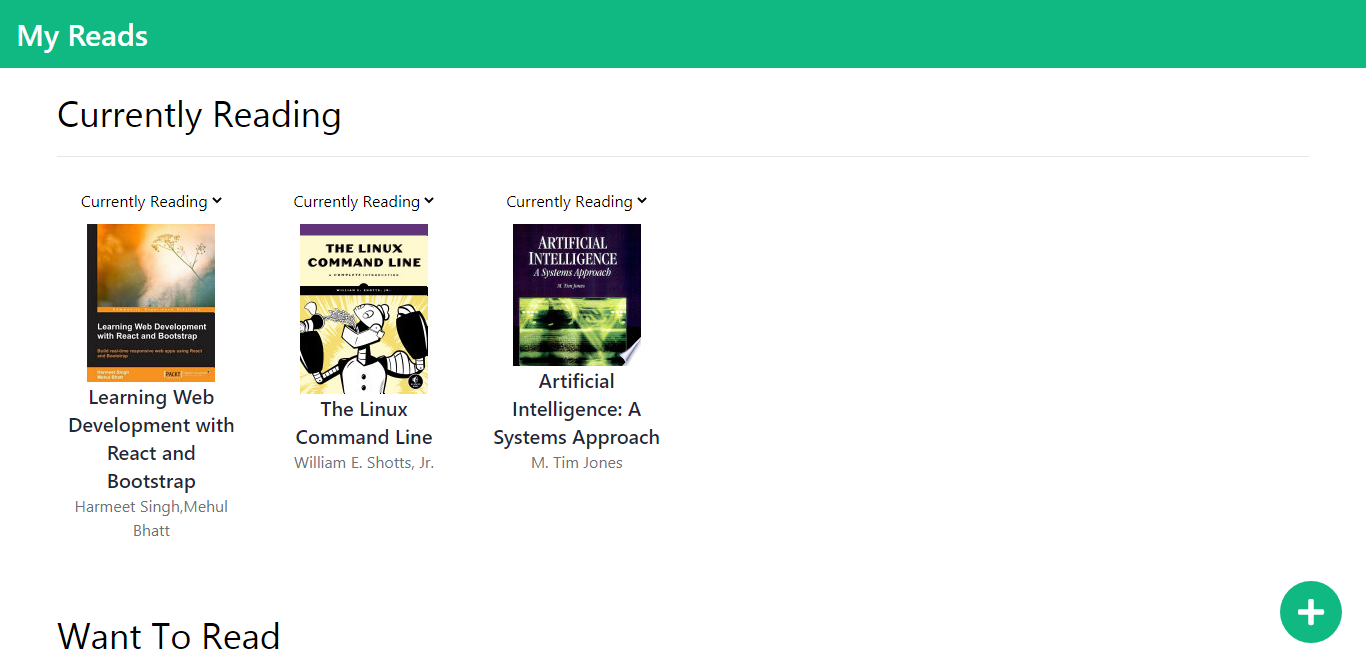 My Reads
Currently Reading
Currently Reading
Currently Reading
Currently Reading
Learning Web Development
with React and Bootstrap
Build real-time responsive web apps using React
and Bootstrap
Harmeet Singh
Mehul Bhatt
PACKT
THE LINUX
COMMAND LINE
A COMPLETE INTRODUCTION
WILLIAM E. SHOTTS, JR.
ARTIFICIAL
INTELLIGENCE
A Systems Approach
M. Tim Jones
Learning Web
Development with
React and
Bootstrap
Harmeet Singh,Mehul
Bhatt
The Linux
Command Line
William E. Shotts, Jr.
Artificial
Intelligence: A
Systems Approach
M. Tim Jones
Want To Read